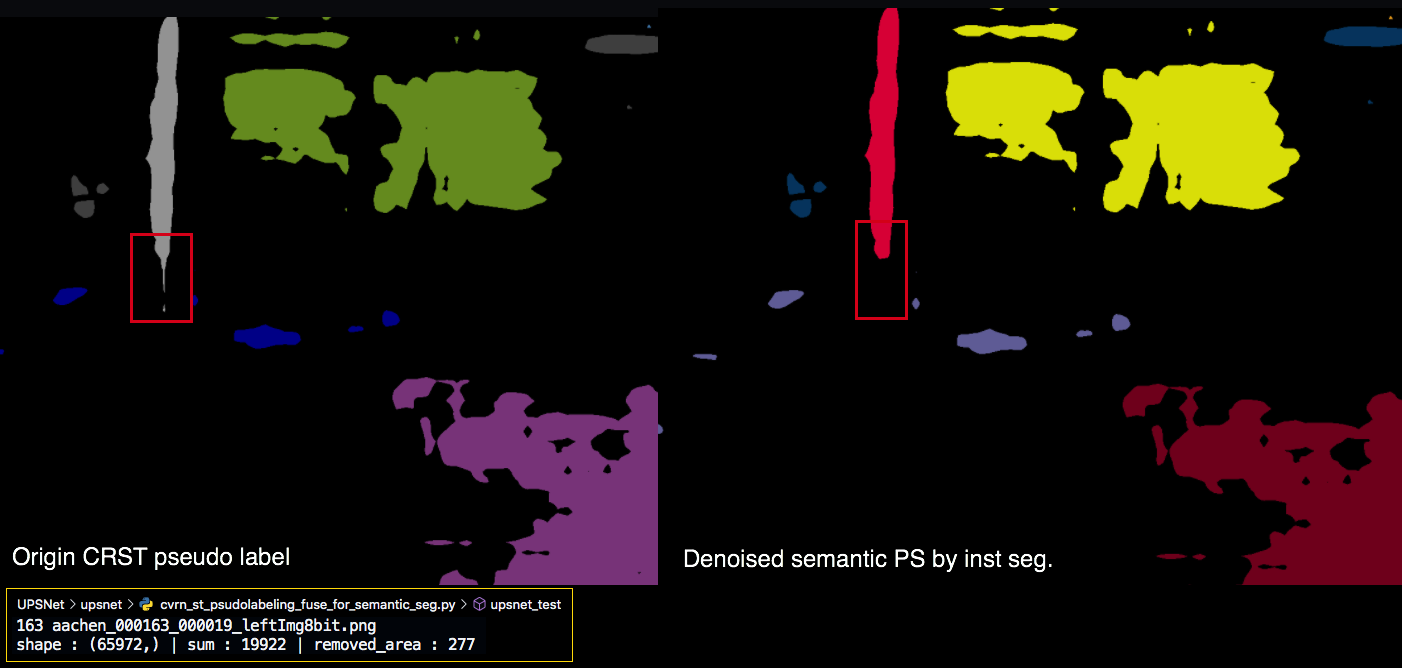 Origin CRST pseudo label
Denoised semantic PS by inst seg.
UPSNet > upsnet > cvrn_st_psudolabeling_fuse_for_semantic_seg.py > upsnet_test
163 aachen_000163_000019_leftImg8bit.png
shape : (65972,) | sum : 19922 | removed_area : 277